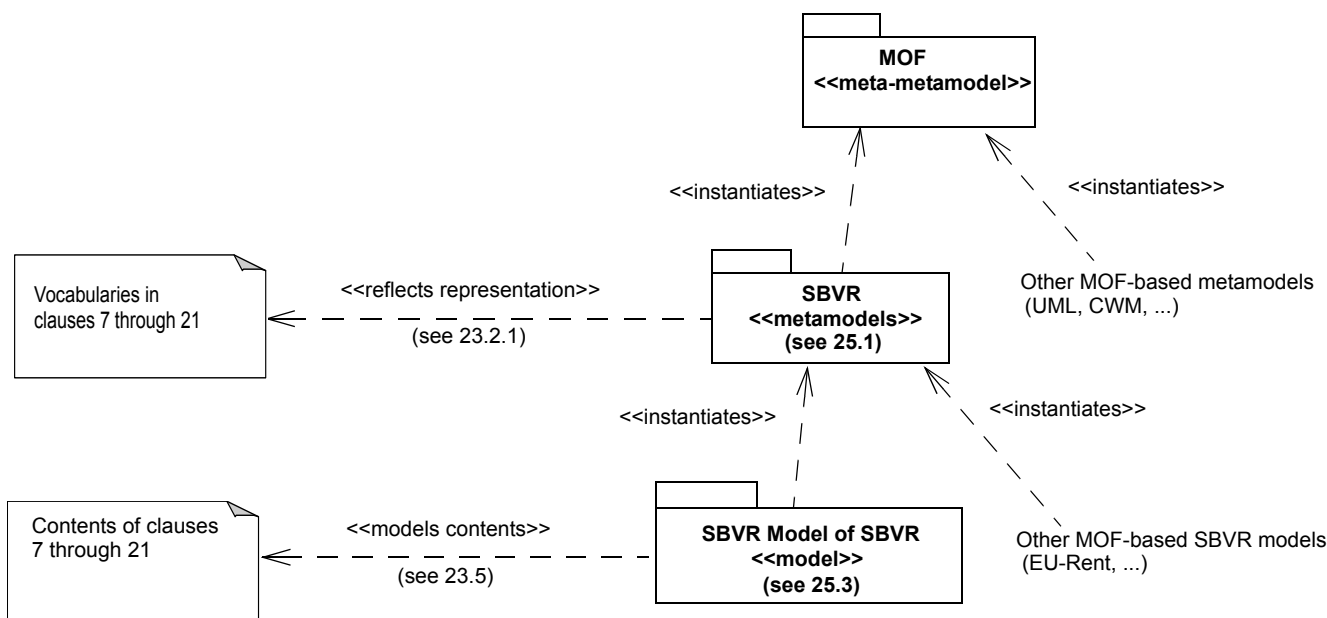 MOF
<<meta-metamodel>>
<<instantiates>>
<<instantiates>>
Vocabularies in
clauses 7 through 21
<<reflects representation>>
(see 23.2.1)
SBVR
<<metamodels>>
(see 25.1)
Other MOF-based metamodels
(UML, CWM, ...)
<<instantiates>>
<<instantiates>>
Contents of clauses
7 through 21
<<models contents>>
(see 23.5)
SBVR Model of SBVR
<<model>>
(see 25.3)
Other MOF-based SBVR models
(EU-Rent, ...)